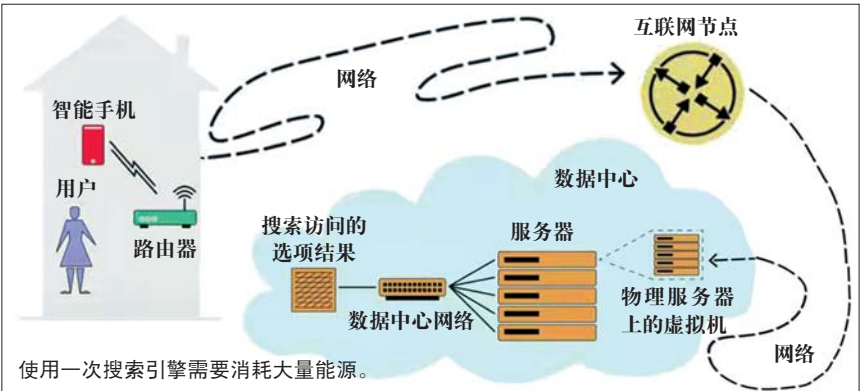 互联网节点
网络
智能手机
用户
路由器
数据中心
搜索访问的
选项结果
服务器
数据中心网络
物理服务器
上的虚拟机
网络
使用一次搜索引擎需要消耗大量能源。